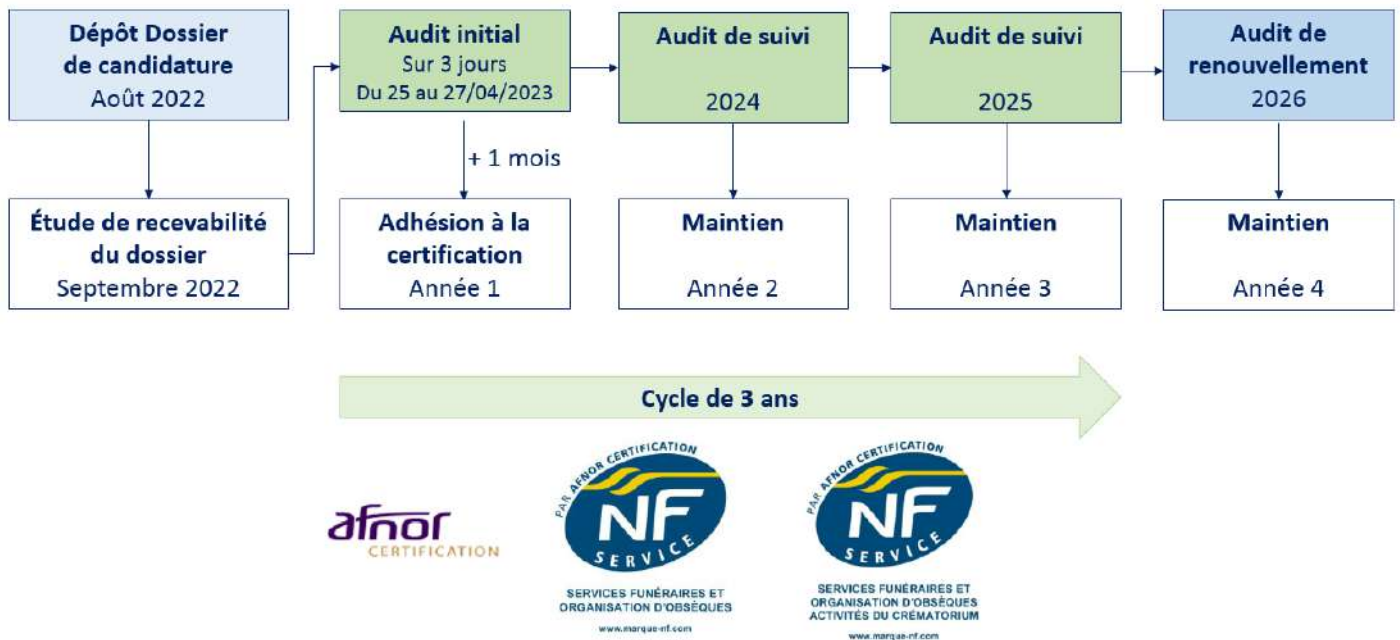 Dépôt Dossier
de candidature
Août 2022
Étude de recevabilité
du dossier
Septembre 2022
Audit initial
Sur 3 jours
Du 25 au 27/04/2023
+ 1 mois
Adhésion à la
certification
Année 1
Audit de suivi
2024
Maintien
Année 2
Audit de suivi
2025
Maintien
Année 3
Audit de
renouvellement
2026
Maintien
Année 4
Cycle de 3 ans
afnor
CERTIFICATION
PAR AFNOR CERTIFICATION
NF
SERVICE
SERVICES FUNÉRAIRES ET
ORGANISATION D'OBSÈQUES
www.marque-nf.com
PAR AFNOR CERTIFICATION
NF
SERVICE
SERVICES FUNÉRAIRES ET
ORGANISATION D'OBSÈQUES
ACTIVITÉS DU CRÉMATORIUM
www.marque-nf.com